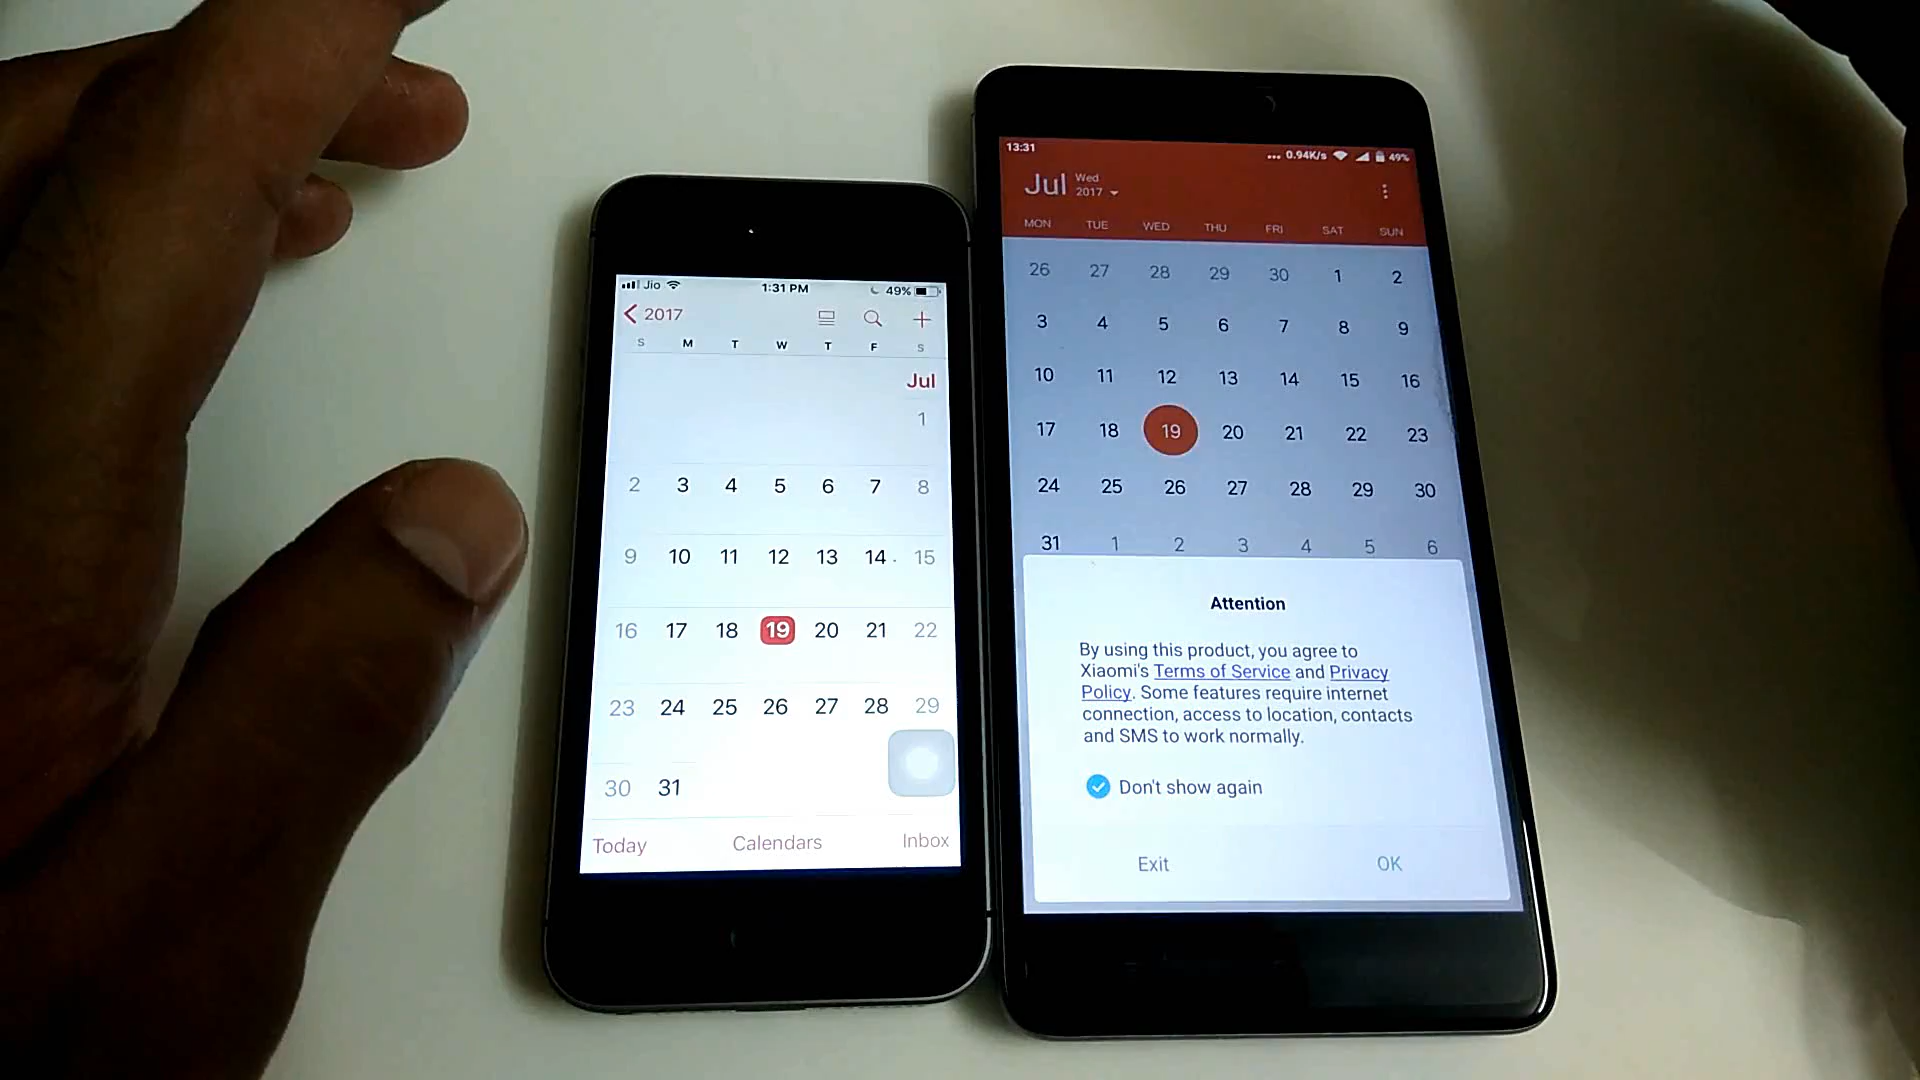 Jio 1:31 PM 49%
2017
S M T W T F S
Jul
1
2 3 4 5 6 7 8
9 10 11 12 13 14 15
16 17 18 19 20 21 22
23 24 25 26 27 28 29
30 31
Today Calendars Inbox
13:31 ... 0.94K/s 49%
Jul Wed
2017
MON TUE WED THU FRI SAT SUN
26 27 28 29 30 1 2
3 4 5 6 7 8 9
10 11 12 13 14 15 16
17 18 19 20 21 22 23
24 25 26 27 28 29 30
31 1 2 3 4 5 6
Attention
By using this product, you agree to
Xiaomi's Terms of Service and Privacy
Policy. Some features require internet
connection, access to location, contacts
and SMS to work normally.
Don't show again
Exit OK